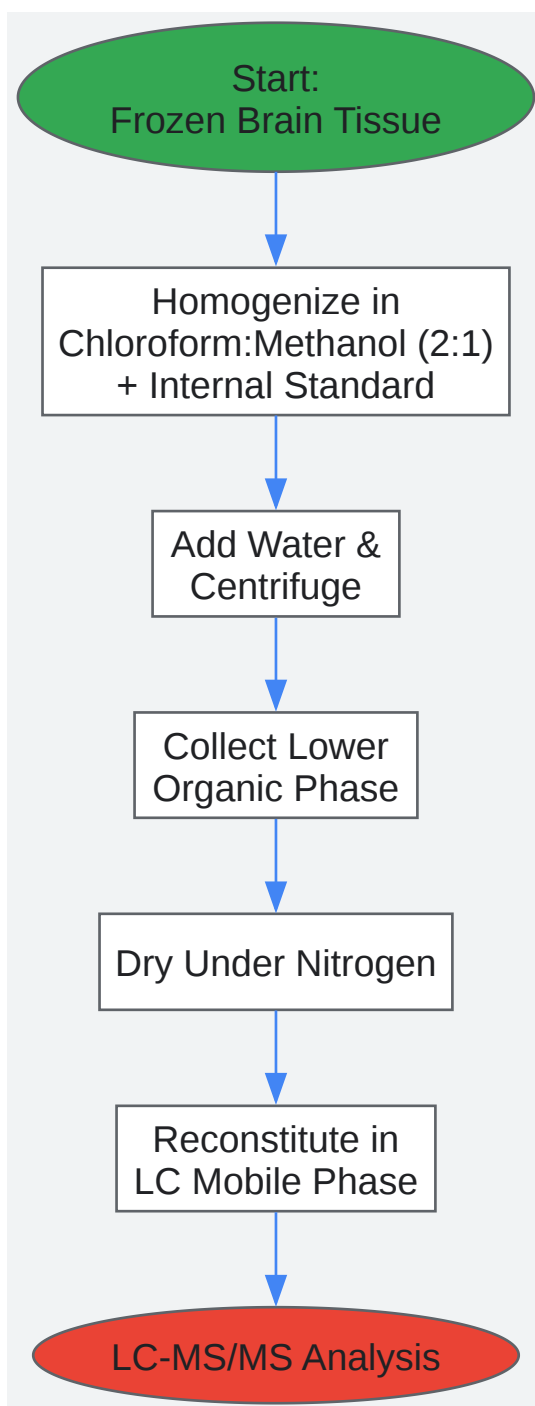 Start:
Frozen Brain Tissue
Homogenize in
Chloroform:Methanol (2:1)
+ Internal Standard
Add Water &
Centrifuge
Collect Lower
Organic Phase
Dry Under Nitrogen
Reconstitute in
LC Mobile Phase
LC-MS/MS Analysis